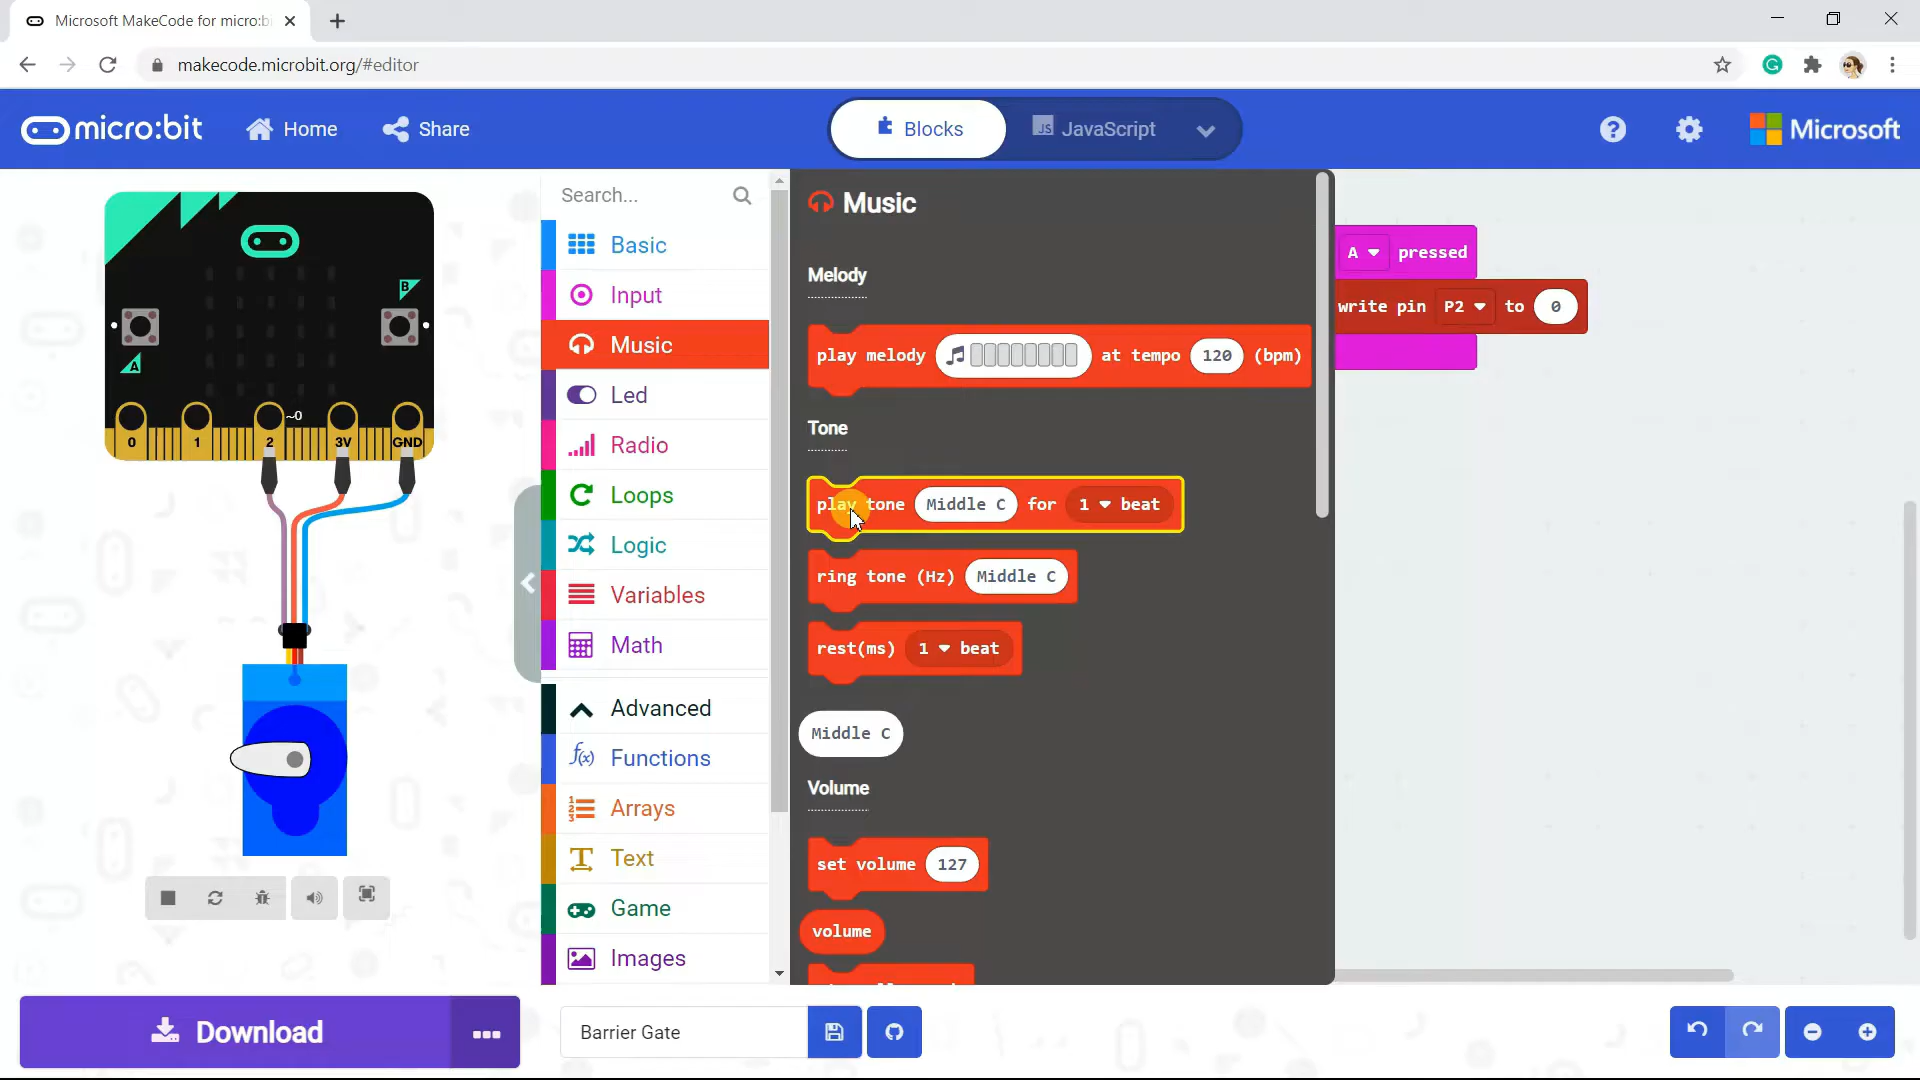 Microsoft MakeCode for micro:bi
makecode.microbit.org/#editor
micro:bit
Home
Share
Blocks
JS JavaScript
?
Microsoft
B
A
~0
0 1 2 3V GND
Download
Search...
Basic
Input
Music
Led
Radio
Loops
Logic
Variables
Math
Advanced
f(x) Functions
Arrays
Text
Game
Images
Music
Melody
play melody at tempo 120 (bpm)
Tone
play tone Middle C for 1 beat
ring tone (Hz) Middle C
rest(ms) 1 beat
Middle C
Volume
set volume 127
volume
A pressed
write pin P2 to 0
Barrier Gate